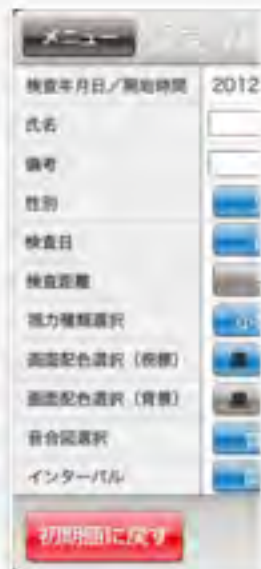 メニュー
検査年月日／開始時間 2012
氏名
備考
性別
検査日
検査距離
視力種類選択
画面配色選択（視標）
画面配色選択（背景）
音合図選択
インターバル
初期値に戻す